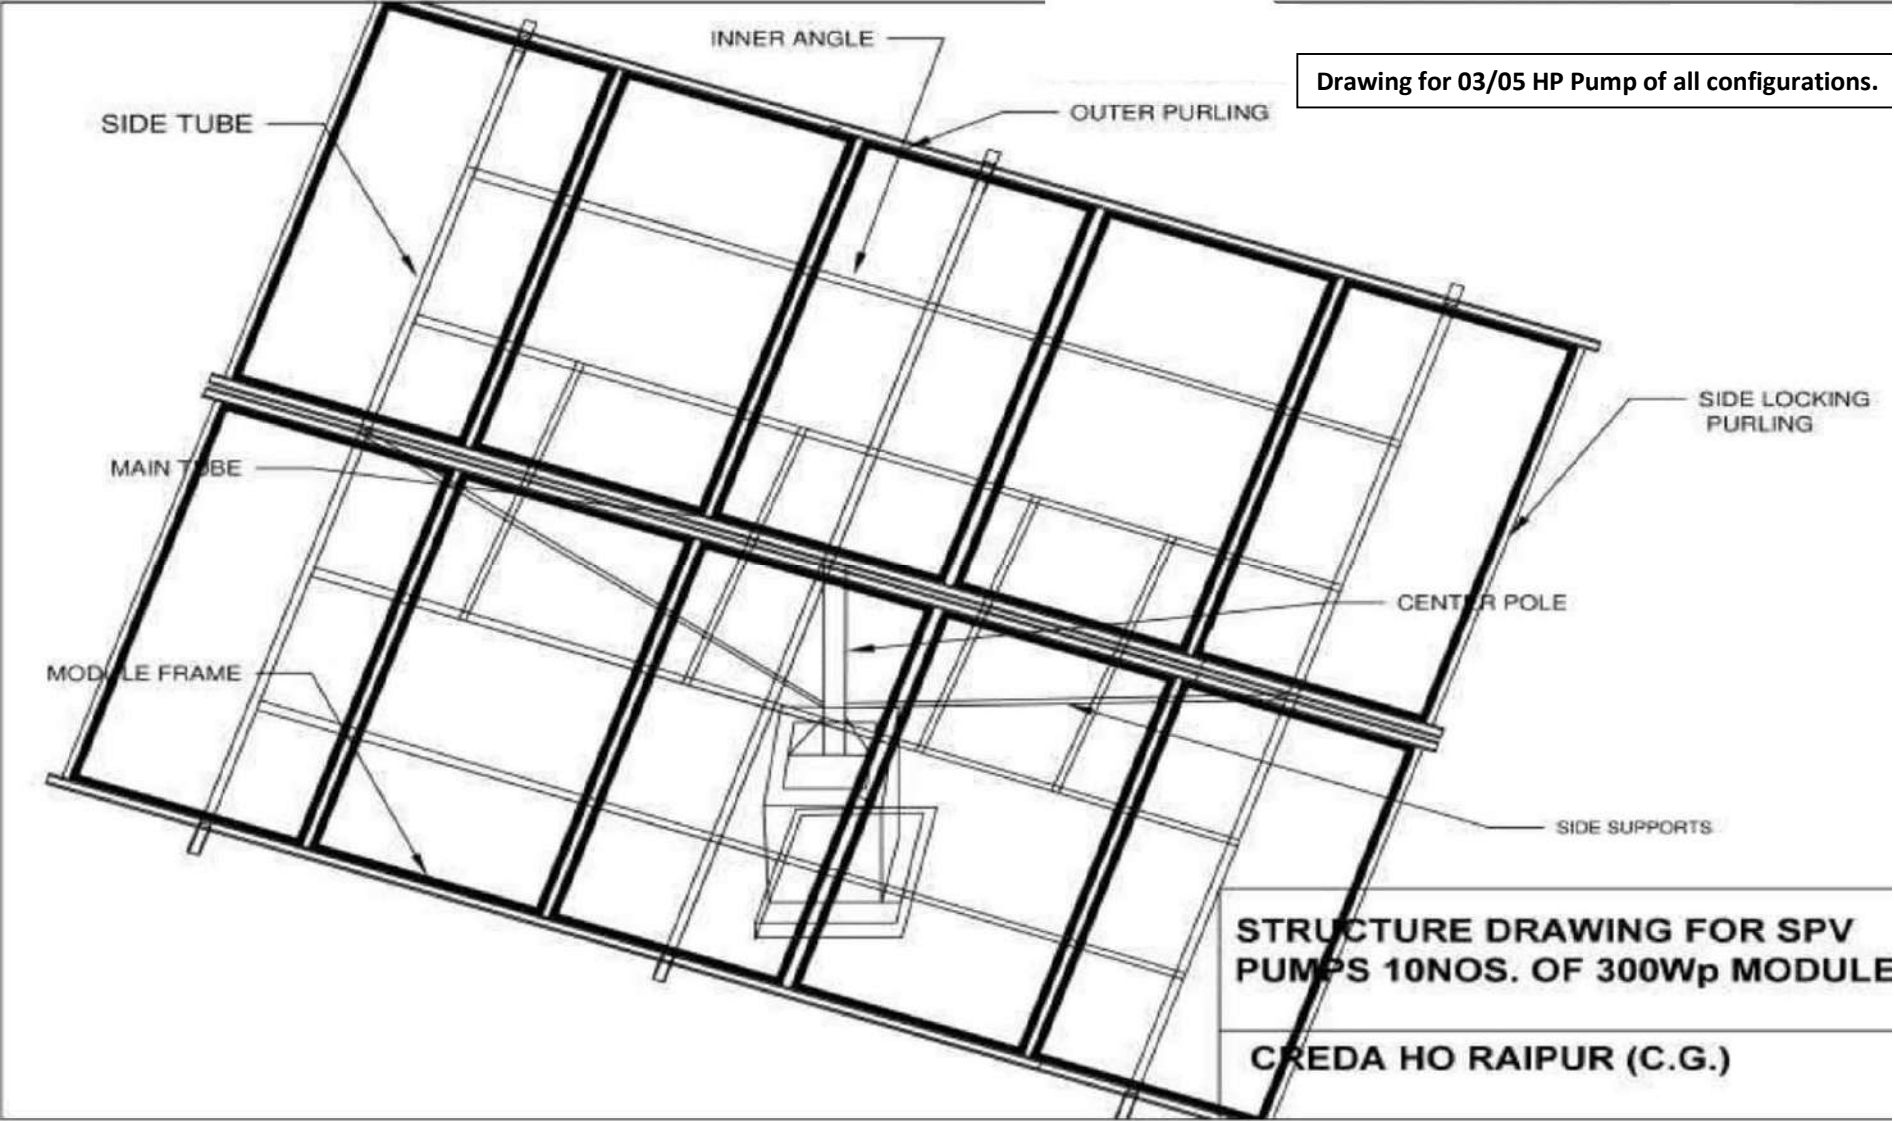 INNER ANGLE
Drawing for 03/05 HP Pump of all configurations.
OUTER PURLING
SIDE TUBE
SIDE LOCKING
PURLING
MAIN TUBE
CENTER POLE
MODULE FRAME
SIDE SUPPORTS
STRUCTURE DRAWING FOR SPV
PUMPS 10NOS. OF 300Wp MODULE
CREDA HO RAIPUR (C.G.)